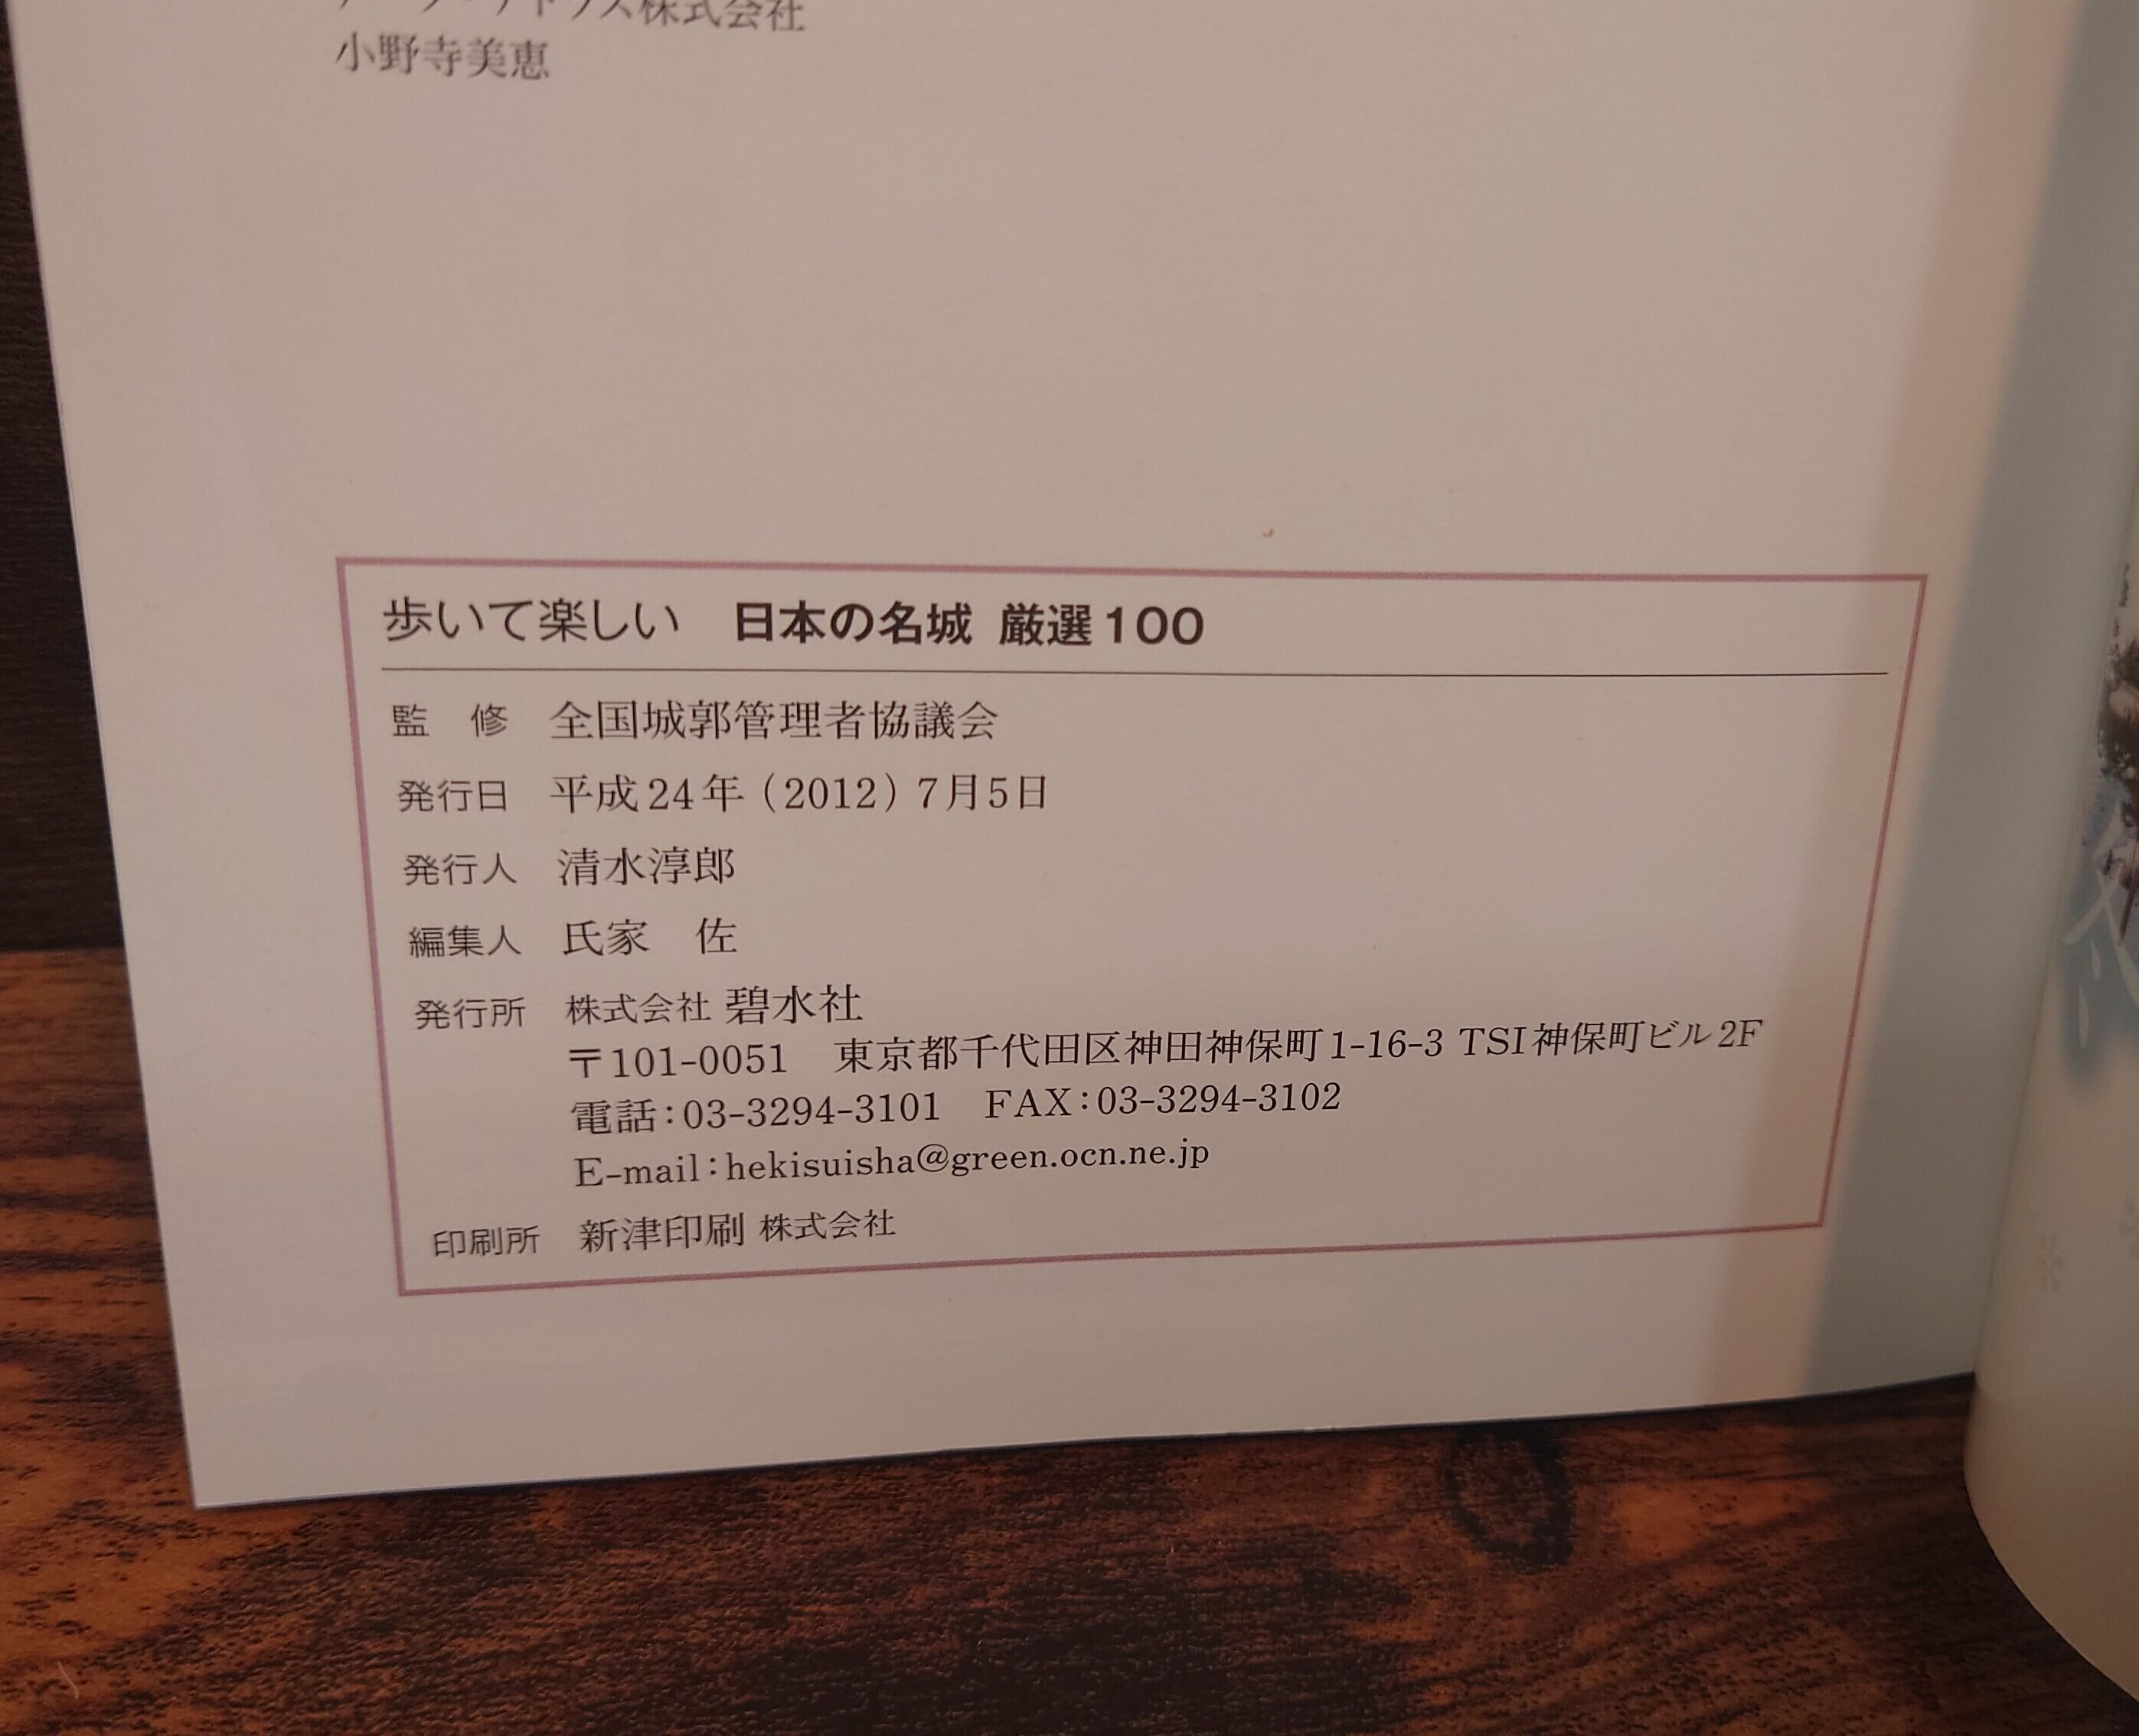 株式会社
小野寺美恵
歩いて楽しい　日本の名城 厳選100
監　修　全国城郭管理者協議会
発行日　平成24年（2012）7月5日
発行人　清水淳郎
編集人　氏家　佐
発行所　株式会社 碧水社
〒101-0051　東京都千代田区神田神保町1-16-3 TSI神保町ビル2F
電話：03-3294-3101　FAX：03-3294-3102
E-mail：hekisuisha@green.ocn.ne.jp
印刷所　新津印刷 株式会社